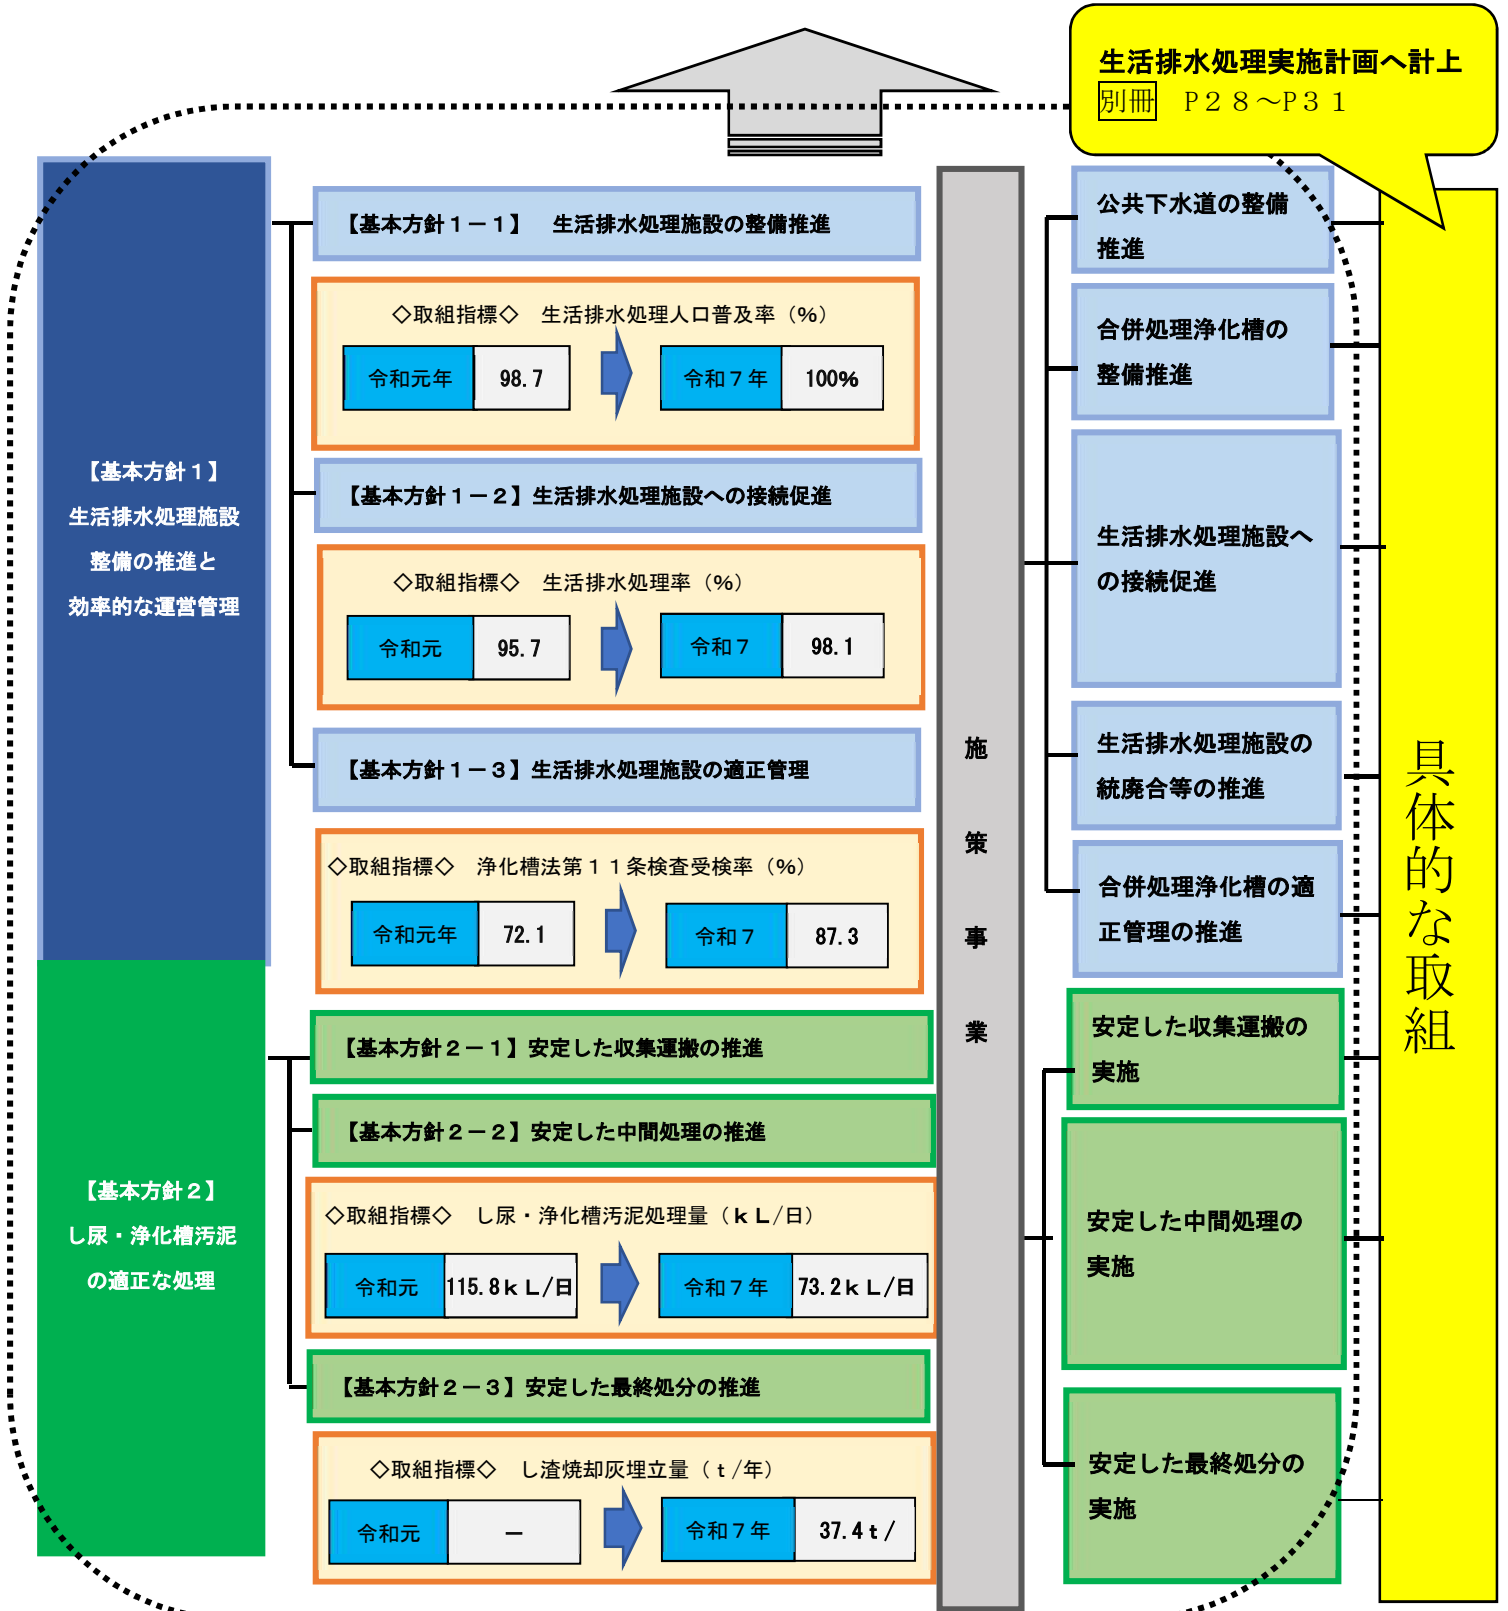 生活排水処理実施計画へ計上
別冊　Ｐ２８～Ｐ３１
【基本方針１】
生活排水処理施設
整備の推進と
効率的な運営管理
【基本方針１－１】　生活排水処理施設の整備推進
◇取組指標◇　生活排水処理人口普及率（%）
令和元年　98.7　令和７年　100%
【基本方針１－２】生活排水処理施設への接続促進
◇取組指標◇　生活排水処理率（%）
令和元　95.7　令和７　98.1
【基本方針１－３】生活排水処理施設の適正管理
◇取組指標◇　浄化槽法第１１条検査受検率（%）
令和元年　72.1　令和７　87.3
【基本方針２】
し尿・浄化槽汚泥
の適正な処理
【基本方針２－１】安定した収集運搬の推進
【基本方針２－２】安定した中間処理の推進
◇取組指標◇　し尿・浄化槽汚泥処理量（ｋＬ/日）
令和元　115.8ｋＬ/日　令和７年　73.2ｋＬ/日
【基本方針２－３】安定した最終処分の推進
◇取組指標◇　し渣焼却灰埋立量（ｔ/年）
令和元　－　令和７年　37.4ｔ/
施策事業
公共下水道の整備
推進
合併処理浄化槽の
整備推進
生活排水処理施設へ
の接続促進
生活排水処理施設の
統廃合等の推進
合併処理浄化槽の適
正管理の推進
安定した収集運搬の
実施
安定した中間処理の
実施
安定した最終処分の
実施
具体的な取組